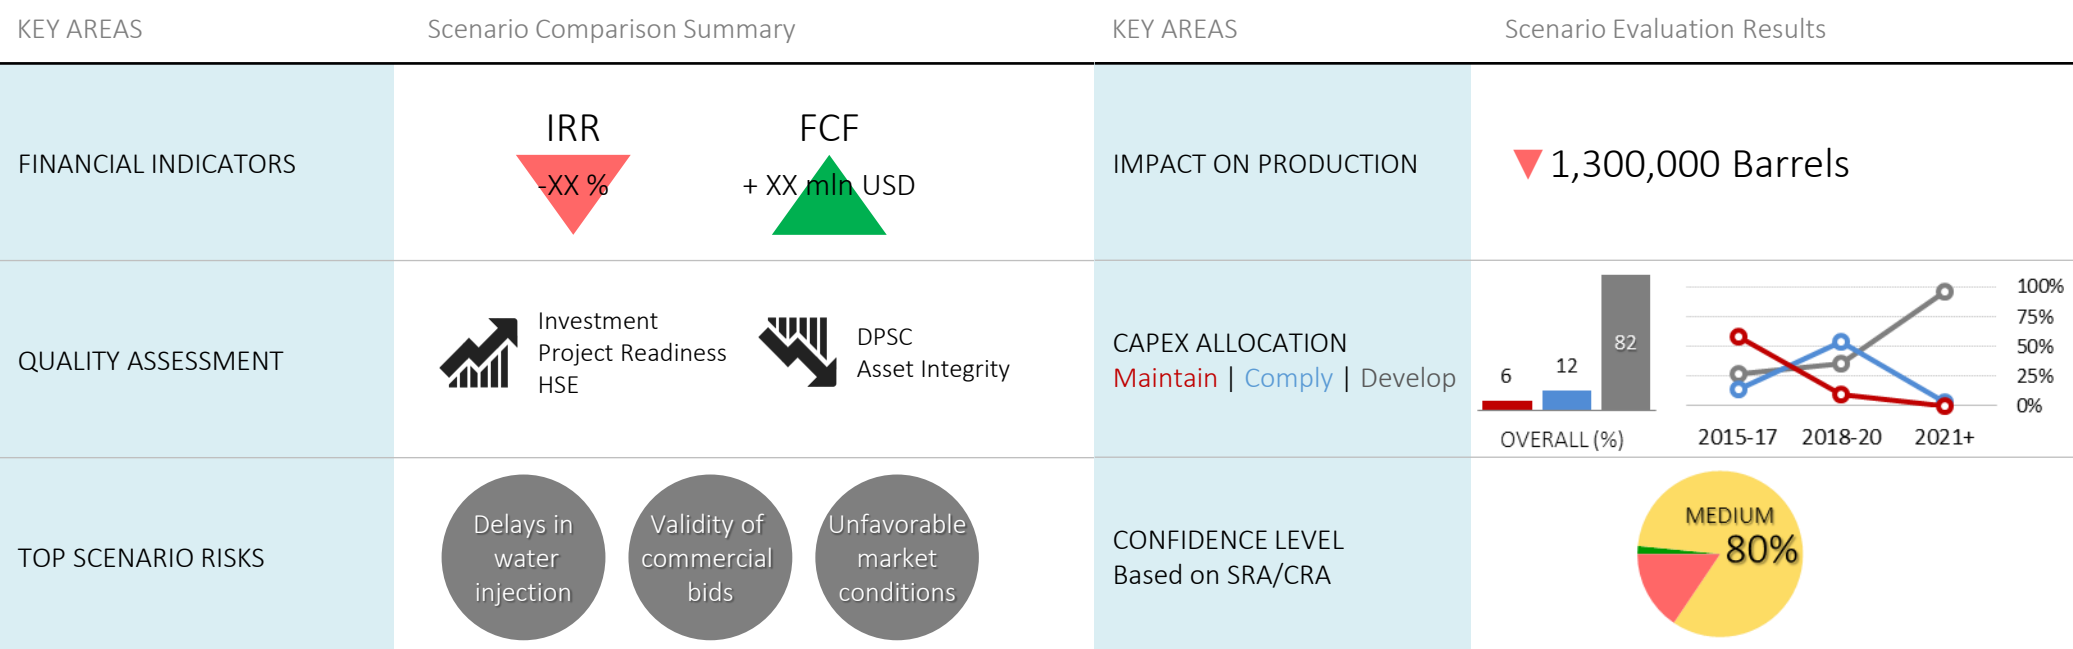 KEY AREAS
Scenario Comparison Summary
KEY AREAS
Scenario Evaluation Results
FINANCIAL INDICATORS
IRR
-XX %
FCF
+ XX mln USD
IMPACT ON PRODUCTION
1,300,000 Barrels
QUALITY ASSESSMENT
Investment
Project Readiness
HSE
DPSC
Asset Integrity
CAPEX ALLOCATION
Maintain | Comply | Develop
6
12
82
OVERALL (%)
100%
75%
50%
25%
0%
2015-17
2018-20
2021+
TOP SCENARIO RISKS
Delays in
water
injection
Validity of
commercial
bids
Unfavorable
market
conditions
CONFIDENCE LEVEL
Based on SRA/CRA
MEDIUM
80%